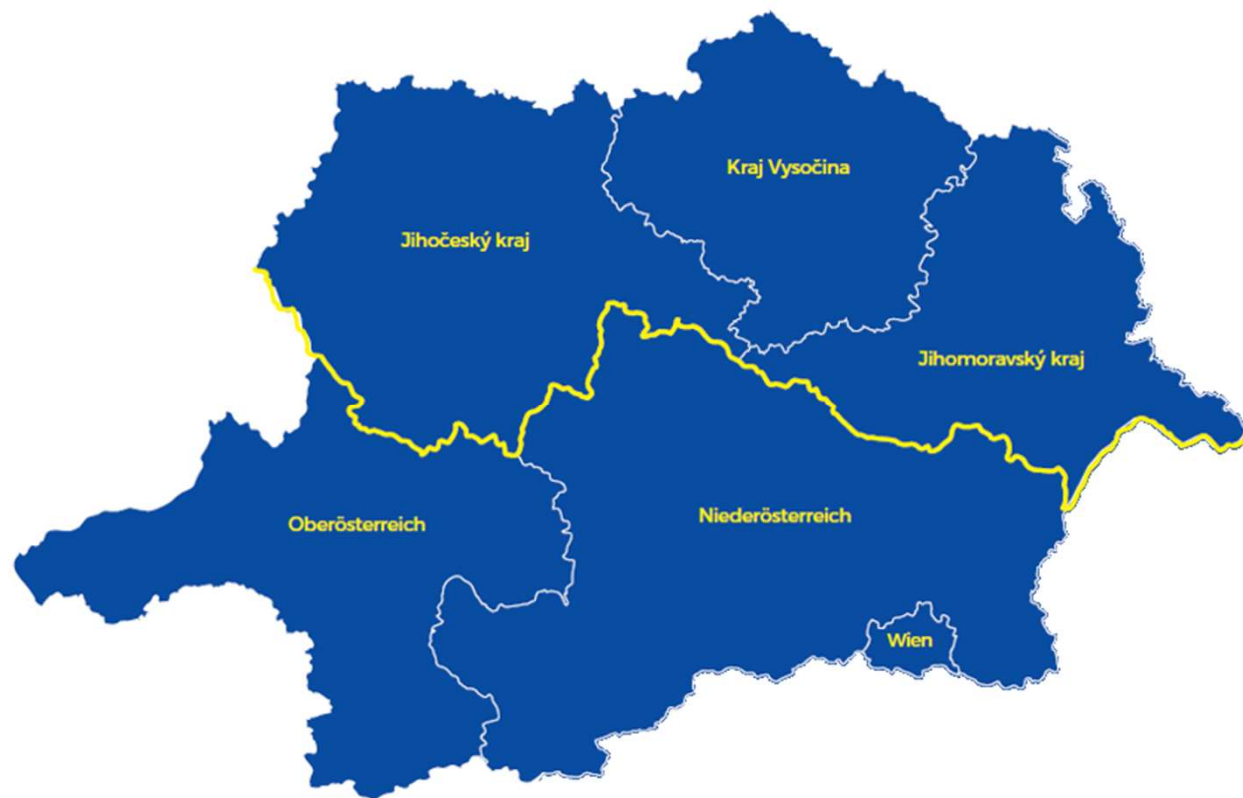 Kraj Vysočina
Jihočeský kraj
Jihomoravský kraj
Niederösterreich
Oberösterreich
Wien